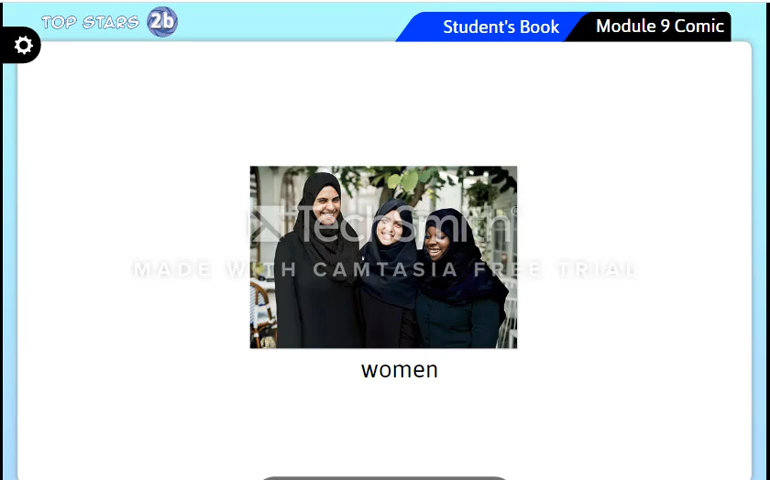 TOP STARS 2b
Student's Book
Module 9 Comic
TechSmith®
MADE WITH CAMTASIA FREE TRIAL
women